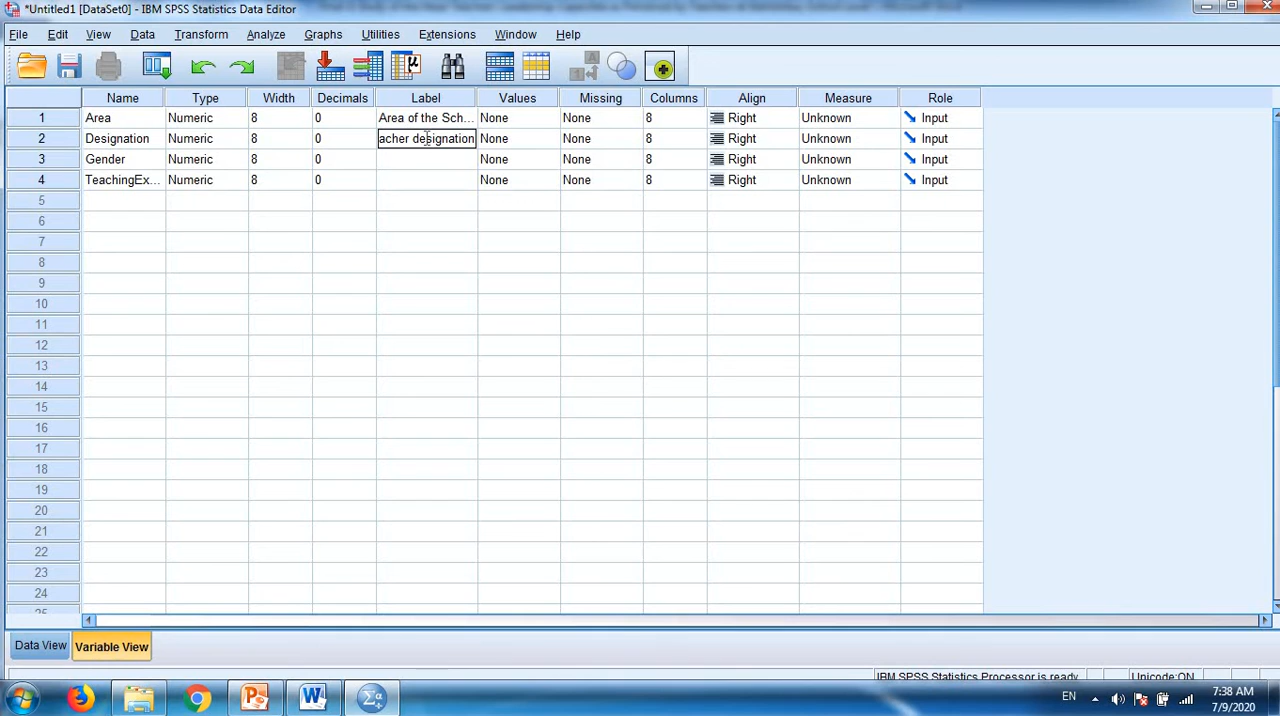 *Untitled1 [DataSet0] - IBM SPSS Statistics Data Editor
File Edit View Data Transform Analyze Graphs Utilities Extensions Window Help
Name Type Width Decimals Label Values Missing Columns Align Measure Role
1 Area Numeric 8 0 Area of the Sch... None None 8 Right Unknown Input
2 Designation Numeric 8 0 acher designation None None 8 Right Unknown Input
3 Gender Numeric 8 0 None None 8 Right Unknown Input
4 TeachingEx... Numeric 8 0 None None 8 Right Unknown Input
5
6
7
8
9
10
11
12
13
14
15
16
17
18
19
20
21
22
23
24
25
Data View Variable View
IBM SPSS Statistics Processor is ready Unicode:ON
EN 7:38 AM
7/9/2020